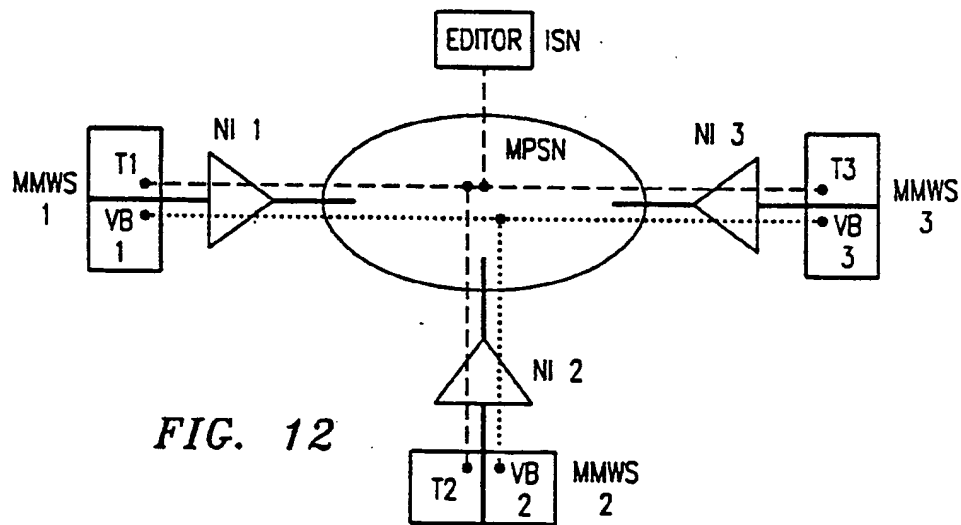 EDITOR ISN
NI 1
MPSN
NI 3
MMWS
1
T1
VB
1
T3
VB
3
MMWS
3
NI 2
FIG. 12
T2
VB
2
MMWS
2